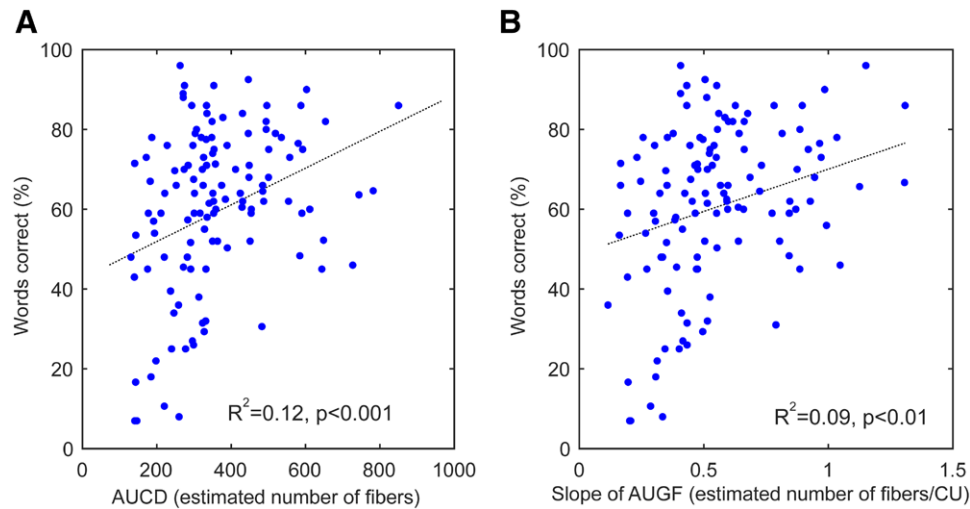 A
B
100
80
60
40
20
0
Words correct (%)
R²=0.12, p<0.001
0 200 400 600 800 1000
AUCD (estimated number of fibers)
100
80
60
40
20
0
Words correct (%)
R²=0.09, p<0.01
0 0.5 1 1.5
Slope of AUGF (estimated number of fibers/CU)